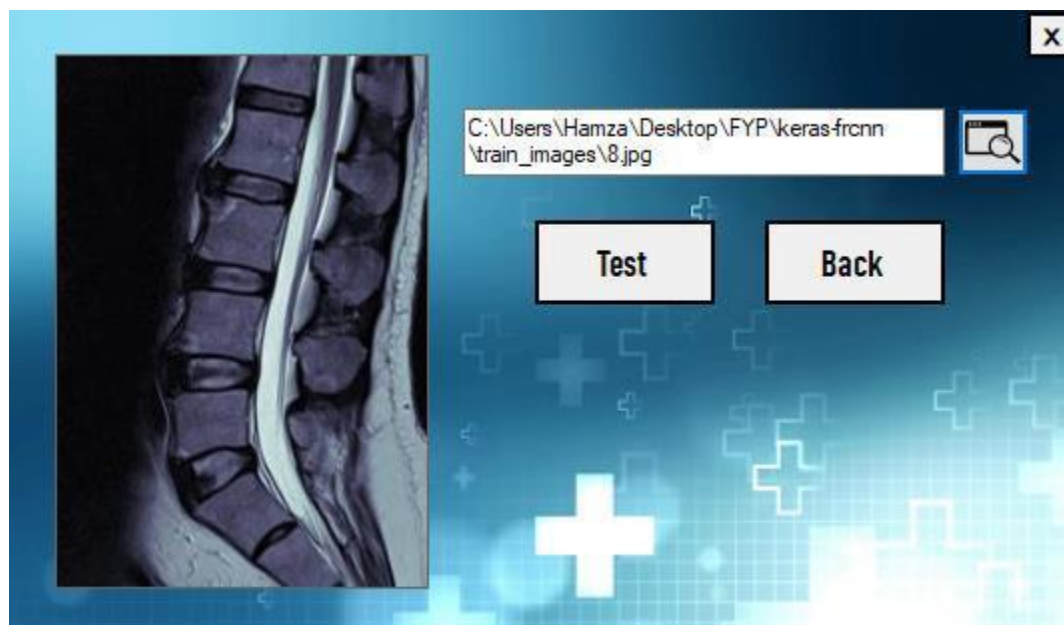 x
C:\Users\Hamza\Desktop\FYP\keras-frcnn
\train_images\8.jpg
Test
Back